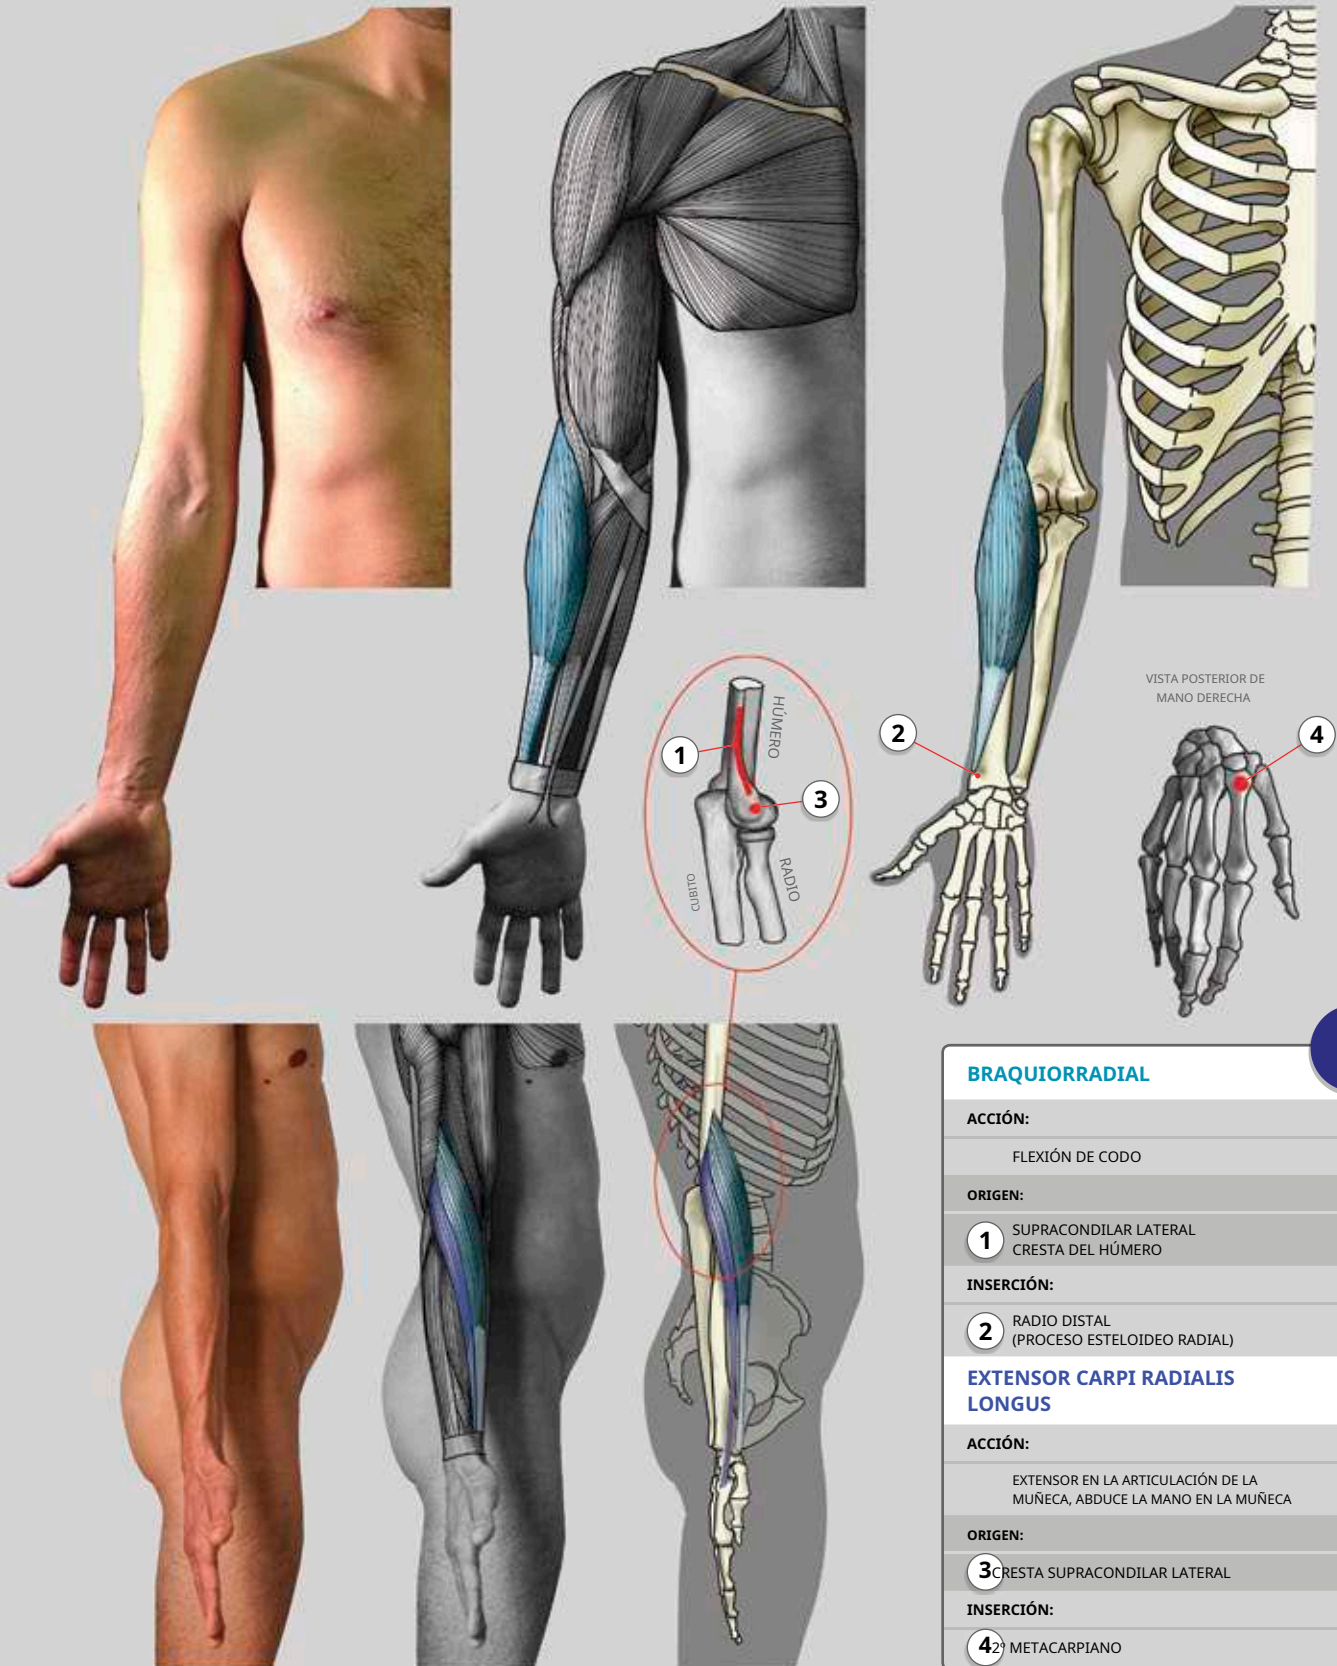 HÚMERO
1
3
CUBITO
RADIO
2
VISTA POSTERIOR DE
MANO DERECHA
4
BRAQUIORRADIAL
ACCIÓN:
FLEXIÓN DE CODO
ORIGEN:
1 SUPRACONDILAR LATERAL
CRESTA DEL HÚMERO
INSERCIÓN:
2 RADIO DISTAL
(PROCESO ESTELOIDEO RADIAL)
EXTENSOR CARPI RADIALIS
LONGUS
ACCIÓN:
EXTENSOR EN LA ARTICULACIÓN DE LA
MUÑECA, ABDUCE LA MANO EN LA MUÑECA
ORIGEN:
3 CRESTA SUPRACONDILAR LATERAL
INSERCIÓN:
4 2º METACARPIANO